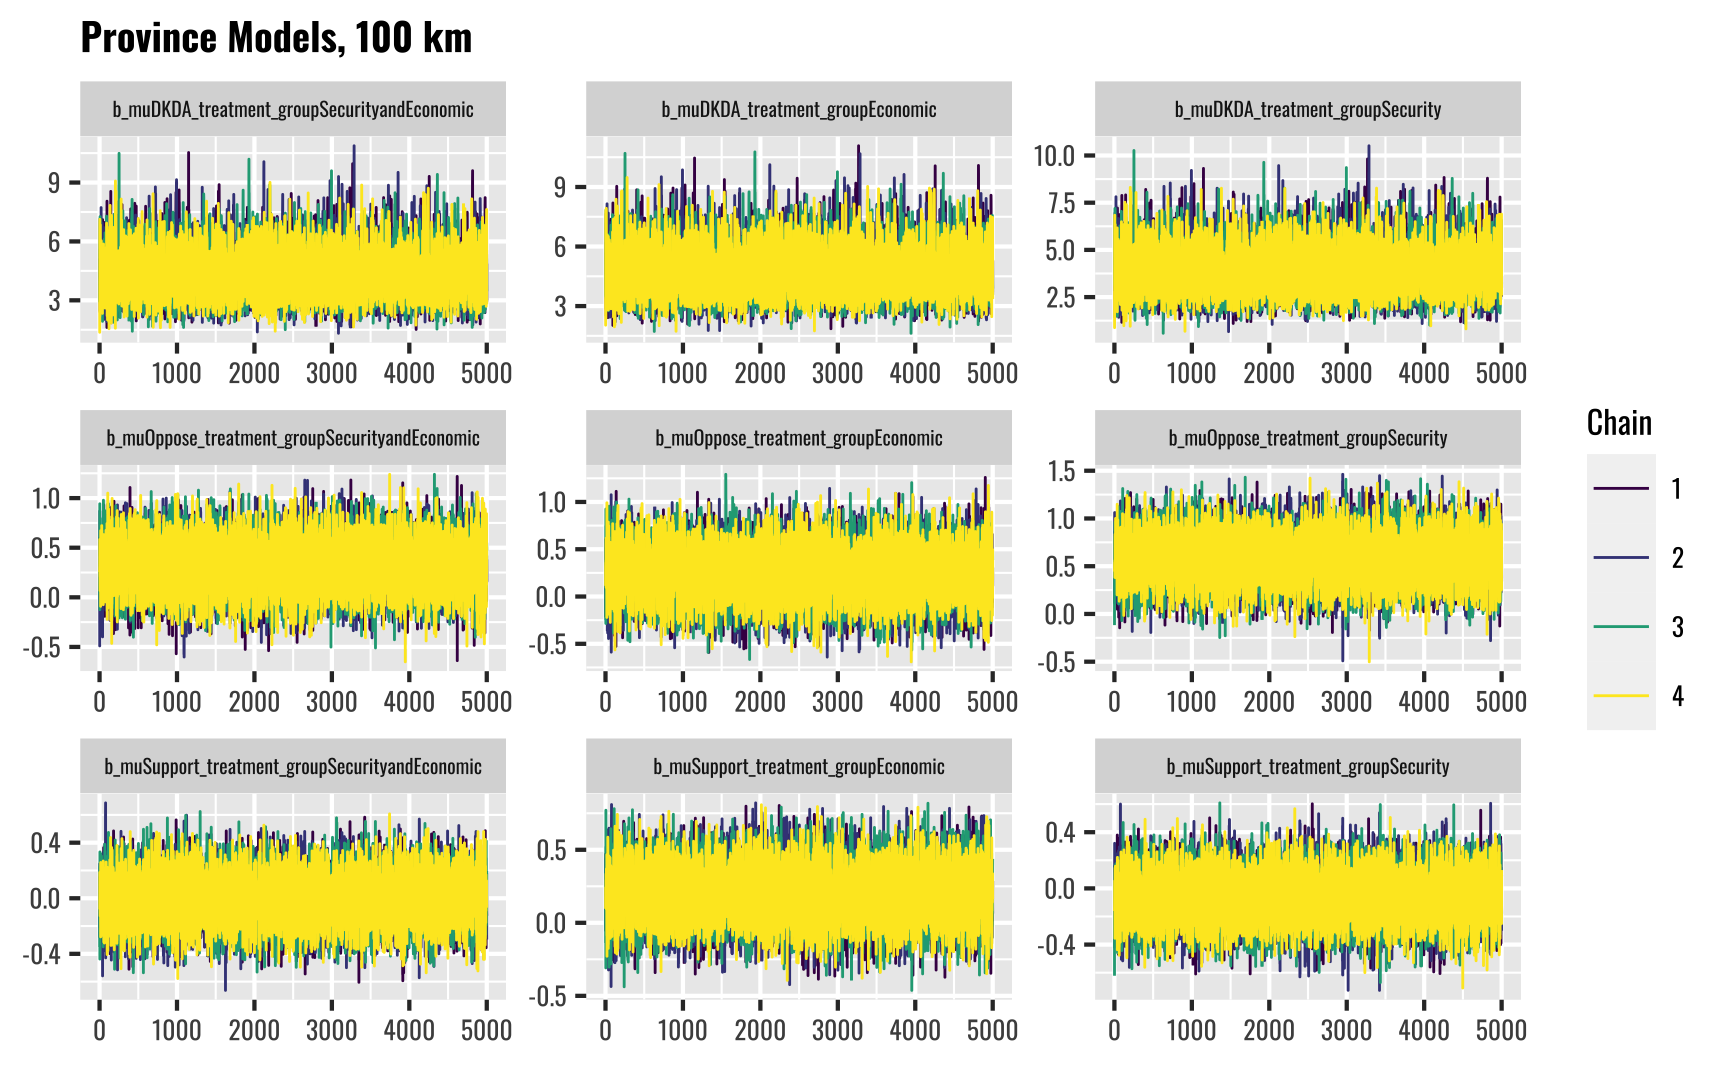 Province Models, 100 km
b_muDKDA_treatment_groupSecurityandEconomic
b_muDKDA_treatment_groupEconomic
b_muDKDA_treatment_groupSecurity
9
6
3
0 1000 2000 3000 4000 5000
9
6
3
0 1000 2000 3000 4000 5000
10.0
7.5
5.0
2.5
0 1000 2000 3000 4000 5000
b_muOppose_treatment_groupSecurityandEconomic
b_muOppose_treatment_groupEconomic
b_muOppose_treatment_groupSecurity
1.0
0.5
0.0
-0.5
0 1000 2000 3000 4000 5000
1.0
0.5
0.0
-0.5
0 1000 2000 3000 4000 5000
1.5
1.0
0.5
0.0
-0.5
0 1000 2000 3000 4000 5000
b_muSupport_treatment_groupSecurityandEconomic
b_muSupport_treatment_groupEconomic
b_muSupport_treatment_groupSecurity
0.4
0.0
-0.4
0 1000 2000 3000 4000 5000
0.5
0.0
-0.5
0 1000 2000 3000 4000 5000
0.4
0.0
-0.4
0 1000 2000 3000 4000 5000
Chain
1
2
3
4